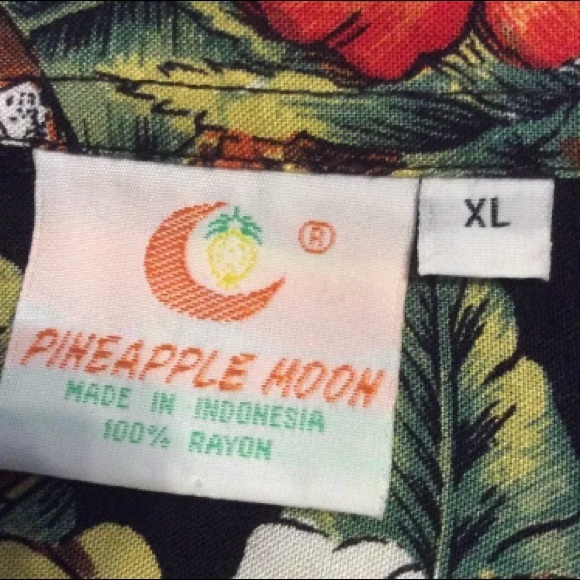 ®
PINEAPPLE MOON
MADE IN INDONESIA
100% RAYON
XL